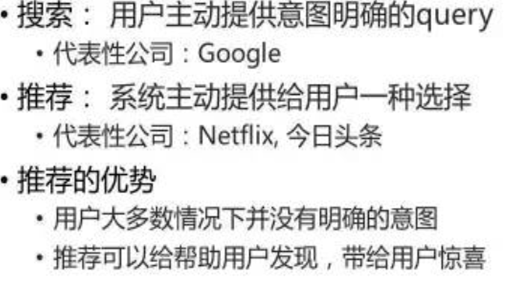 • 搜索： 用户主动提供意图明确的query
• 代表性公司：Google
• 推荐： 系统主动提供给用户一种选择
• 代表性公司：Netflix, 今日头条
• 推荐的优势
• 用户大多数情况下并没有明确的意图
• 推荐可以给帮助用户发现，带给用户惊喜